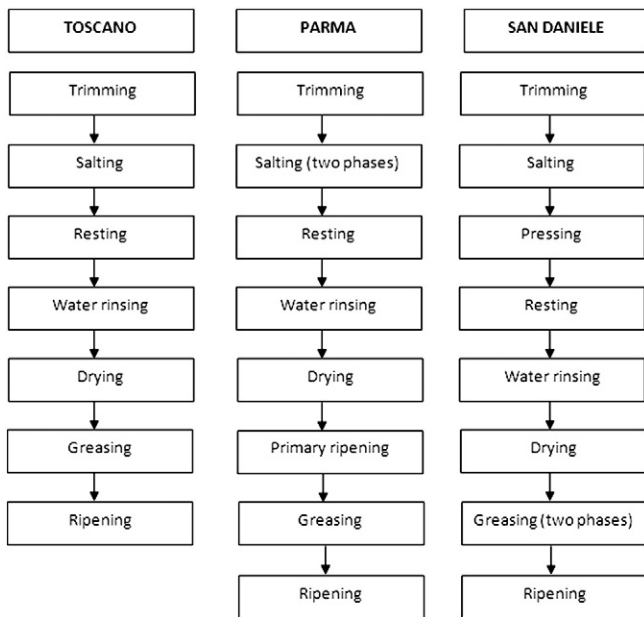 TOSCANO
Trimming
Salting
Resting
Water rinsing
Drying
Greasing
Ripening
PARMA
Trimming
Salting (two phases)
Resting
Water rinsing
Drying
Primary ripening
Greasing
Ripening
SAN DANIELE
Trimming
Salting
Pressing
Resting
Water rinsing
Drying
Greasing (two phases)
Ripening